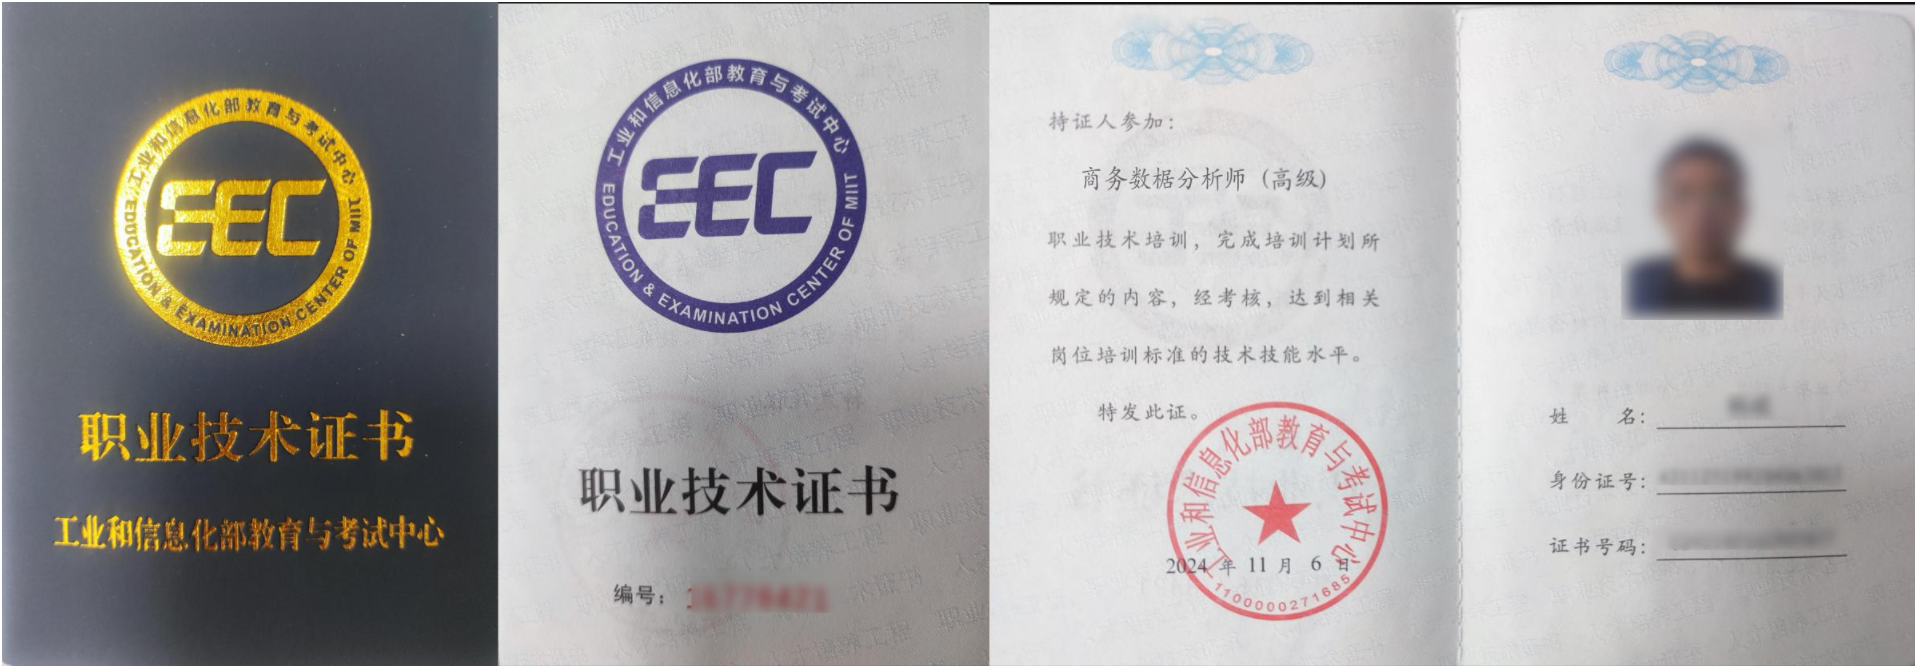 工业和信息化部教育与考试中心
EEC
EDUCATION & EXAMINATION CENTER OF MIIT
职业技术证书
工业和信息化部教育与考试中心
工业和信息化部教育与考试中心
EEC
EDUCATION & EXAMINATION CENTER OF MIIT
职业技术证书
编号：
持证人参加：
商务数据分析师（高级）
职业技术培训，完成培训计划所
规定的内容，经考核，达到相关
岗位培训标准的技术技能水平。
特发此证。
工业和信息化部教育与考试中心
2024 年 11 月 6 日
1100000271685
姓 名：
身份证号：
证书号码：